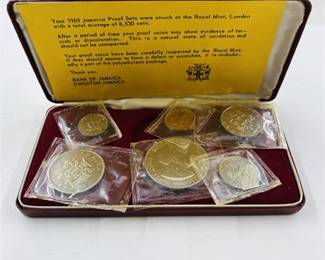 Your 1969 Jamaica Proof Sets were struck at the Royal Mint, London
with a total mintage of 8,530 sets.
After a period of time your proof coins may show evidence of tar-
nish or discoloration. This is a natural state of oxidation and
should not be unexpected.
Your proof coins have been carefully inspected by the Royal Mint.
If they should appear to have a defect or scratches, it is undoubt-
edly a part of the polyethylene package.
Thank you.
BANK OF JAMAICA
KINGSTON, JAMAICA